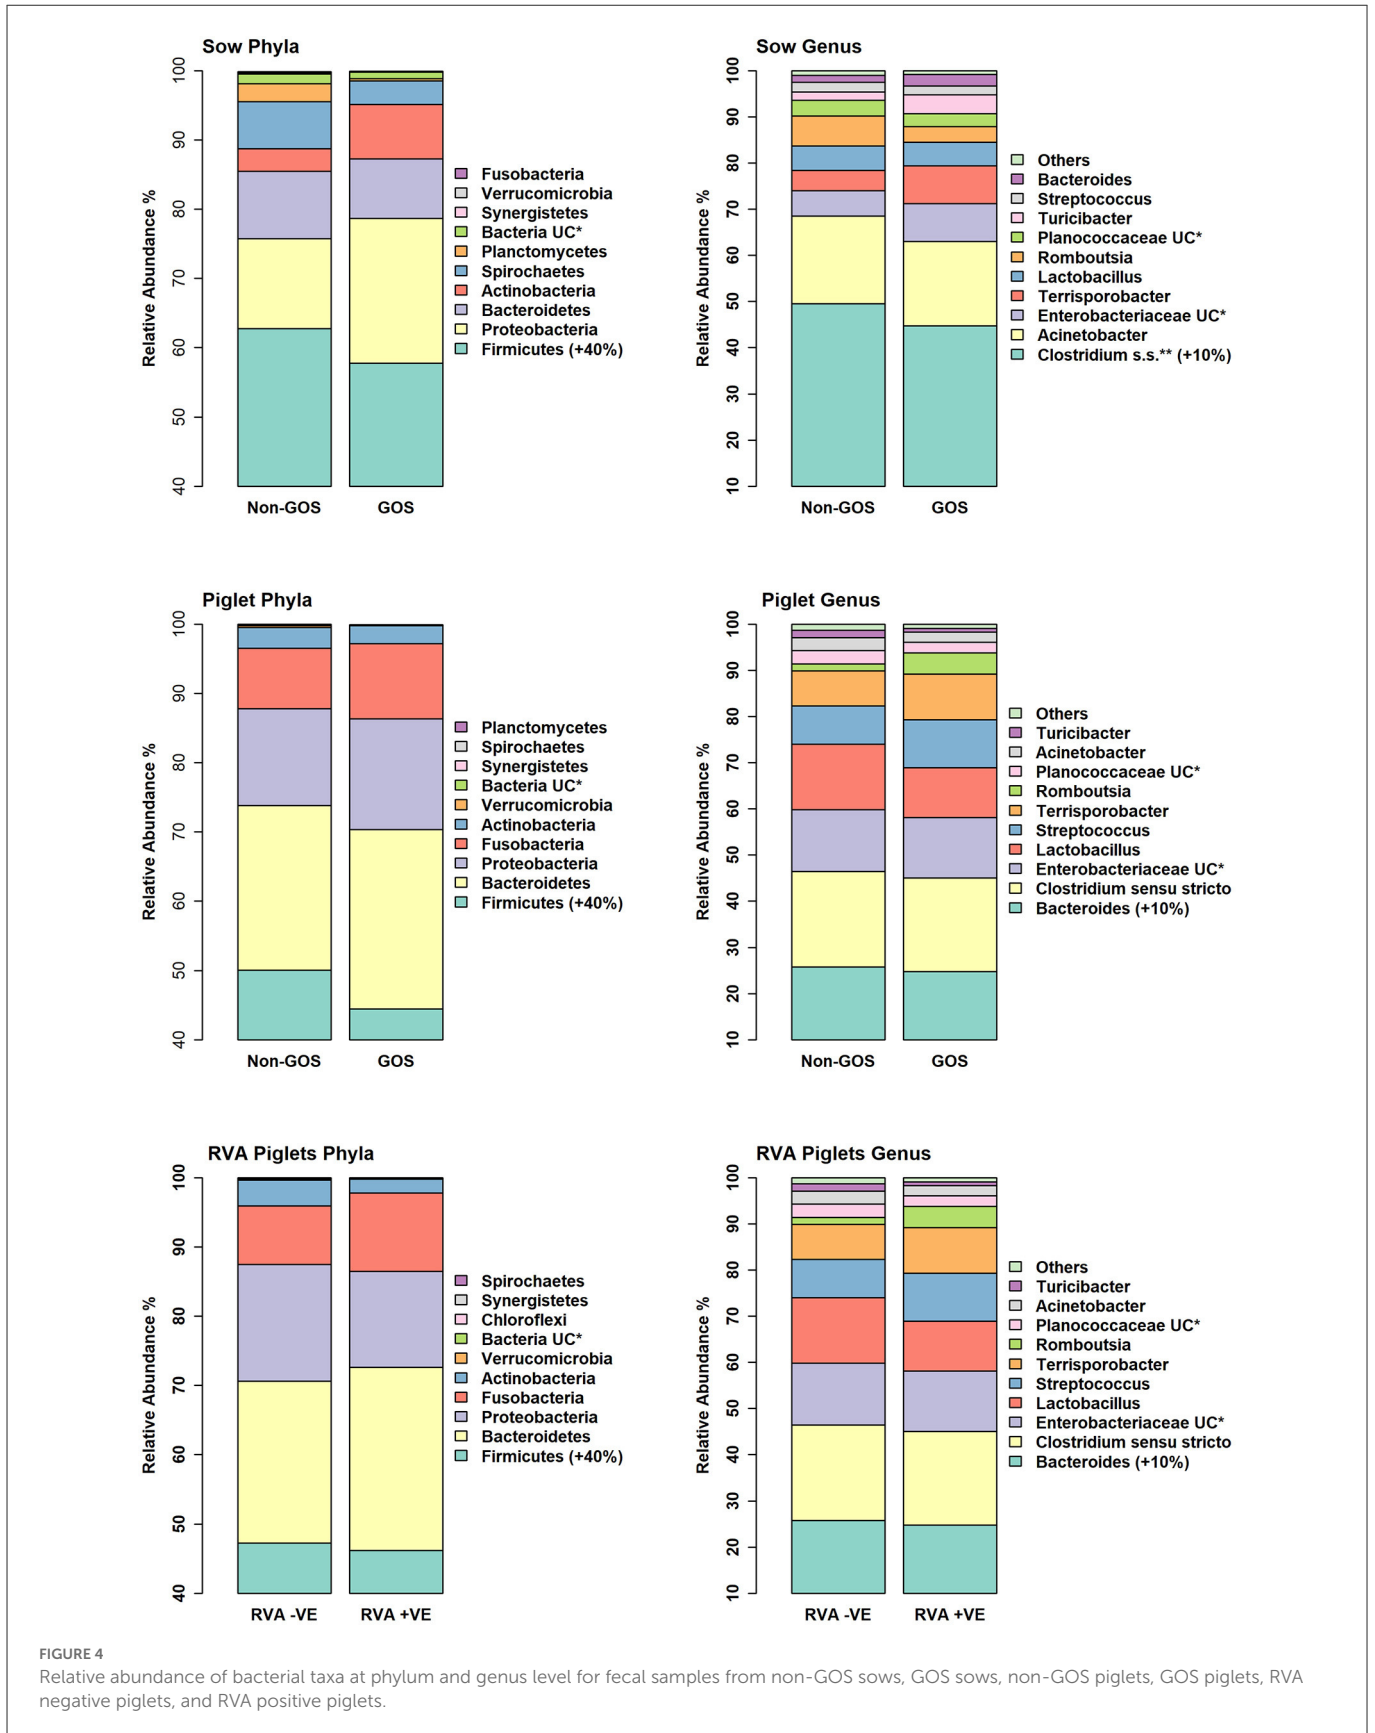 Sow Phyla
Relative Abundance %
100
90
80
70
60
50
40
Non-GOS
GOS
Fusobacteria
Verrucomicrobia
Synergistetes
Bacteria UC*
Planctomycetes
Spirochaetes
Actinobacteria
Bacteroidetes
Proteobacteria
Firmicutes (+40%)
Sow Genus
Relative Abundance %
100
90
80
70
60
50
40
30
20
10
Non-GOS
GOS
Others
Bacteroides
Streptococcus
Turicibacter
Planococcaceae UC*
Romboutsia
Lactobacillus
Terrisporobacter
Enterobacteriaceae UC*
Acinetobacter
Clostridium s.s.** (+10%)
Piglet Phyla
Relative Abundance %
100
90
80
70
60
50
40
Non-GOS
GOS
Planctomycetes
Spirochaetes
Synergistetes
Bacteria UC*
Verrucomicrobia
Actinobacteria
Fusobacteria
Proteobacteria
Bacteroidetes
Firmicutes (+40%)
Piglet Genus
Relative Abundance %
100
90
80
70
60
50
40
30
20
10
Non-GOS
GOS
Others
Turicibacter
Acinetobacter
Planococcaceae UC*
Romboutsia
Terrisporobacter
Streptococcus
Lactobacillus
Enterobacteriaceae UC*
Clostridium sensu stricto
Bacteroides (+10%)
RVA Piglets Phyla
Relative Abundance %
100
90
80
70
60
50
40
RVA -VE
RVA +VE
Spirochaetes
Synergistetes
Chloroflexi
Bacteria UC*
Verrucomicrobia
Actinobacteria
Fusobacteria
Proteobacteria
Bacteroidetes
Firmicutes (+40%)
RVA Piglets Genus
Relative Abundance %
100
90
80
70
60
50
40
30
20
10
RVA -VE
RVA +VE
Others
Turicibacter
Acinetobacter
Planococcaceae UC*
Romboutsia
Terrisporobacter
Streptococcus
Lactobacillus
Enterobacteriaceae UC*
Clostridium sensu stricto
Bacteroides (+10%)
FIGURE 4
Relative abundance of bacterial taxa at phylum and genus level for fecal samples from non-GOS sows, GOS sows, non-GOS piglets, GOS piglets, RVA
negative piglets, and RVA positive piglets.